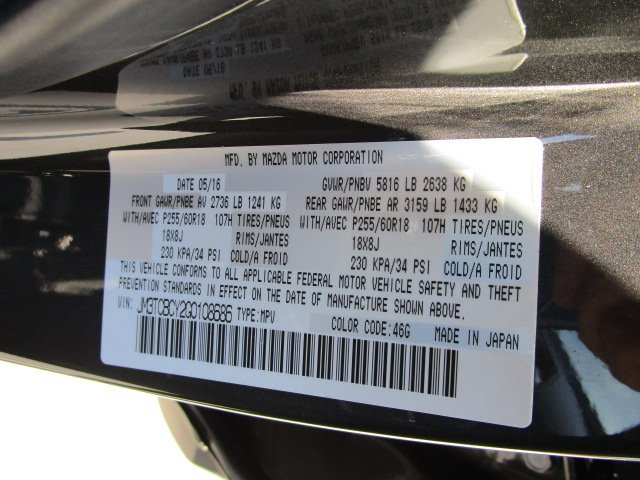 MFD. BY MAZDA MOTOR CORPORATION
DATE 05/16 GVWR/PNBV 5816 LB 2638 KG
FRONT GAWR/PNBE AV 2736 LB 1241 KG REAR GAWR/PNBE AR 3159 LB 1433 KG
WITH/AVEC P255/60R18 107H TIRES/PNEUS WITH/AVEC P255/60R18 107H TIRES/PNEUS
18X8J RIMS/JANTES 18X8J RIMS/JANTES
230 KPA/34 PSI COLD/A FROID 230 KPA/34 PSI COLD/A FROID
THIS VEHICLE CONFORMS TO ALL APPLICABLE FEDERAL MOTOR VEHICLE SAFETY AND THEFT
PREVENTION STANDARDS IN EFFECT ON THE DATE OF MANUFACTURE SHOWN ABOVE.
VIN: JM3TCBCY2G0108686 TYPE:MPV COLOR CODE:46G MADE IN JAPAN